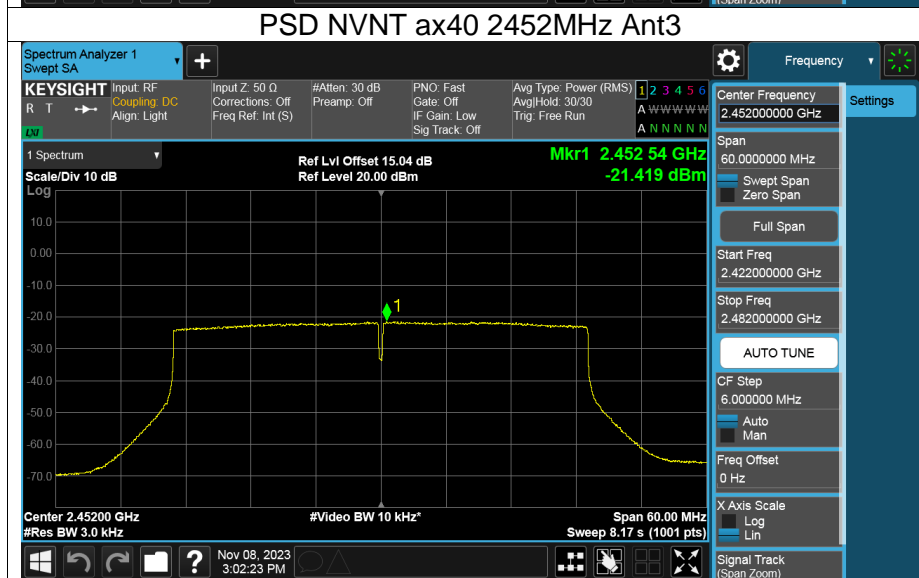 (Span Zoom)
PSD NVNT ax40 2452MHz Ant3
Spectrum Analyzer 1
Swept SA
+
Frequency
KEYSIGHT
R T
LXI
Input: RF
Coupling: DC
Align: Light
Input Z: 50 Ω
Corrections: Off
Freq Ref: Int (S)
#Atten: 30 dB
Preamp: Off
PNO: Fast
Gate: Off
IF Gain: Low
Sig Track: Off
Avg Type: Power (RMS)
Avg|Hold: 30/30
Trig: Free Run
1 2 3 4 5 6
A W W W W W
A N N N N N
Center Frequency
2.452000000 GHz
Settings
1 Spectrum
Scale/Div 10 dB
Ref Lvl Offset 15.04 dB
Ref Level 20.00 dBm
Mkr1 2.452 54 GHz
-21.419 dBm
Span
60.0000000 MHz
Swept Span
Zero Span
Full Span
Start Freq
2.422000000 GHz
Stop Freq
2.482000000 GHz
AUTO TUNE
CF Step
6.000000 MHz
Auto
Man
Freq Offset
0 Hz
X Axis Scale
Log
Lin
Signal Track
(Span Zoom)
Log
10.0
0.00
-10.0
-20.0
-30.0
-40.0
-50.0
-60.0
-70.0
1
Center 2.45200 GHz
#Res BW 3.0 kHz
#Video BW 10 kHz*
Span 60.00 MHz
Sweep 8.17 s (1001 pts)
?
Nov 08, 2023
3:02:23 PM